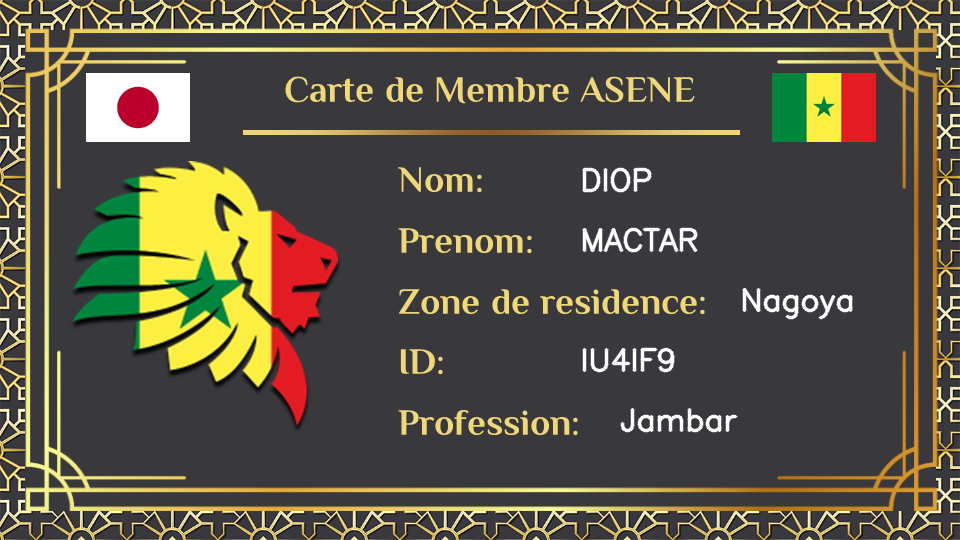 Carte de Membre ASENE
Nom: DIOP
Prenom: MACTAR
Zone de residence: Nagoya
ID: IU4IF9
Profession: Jambar